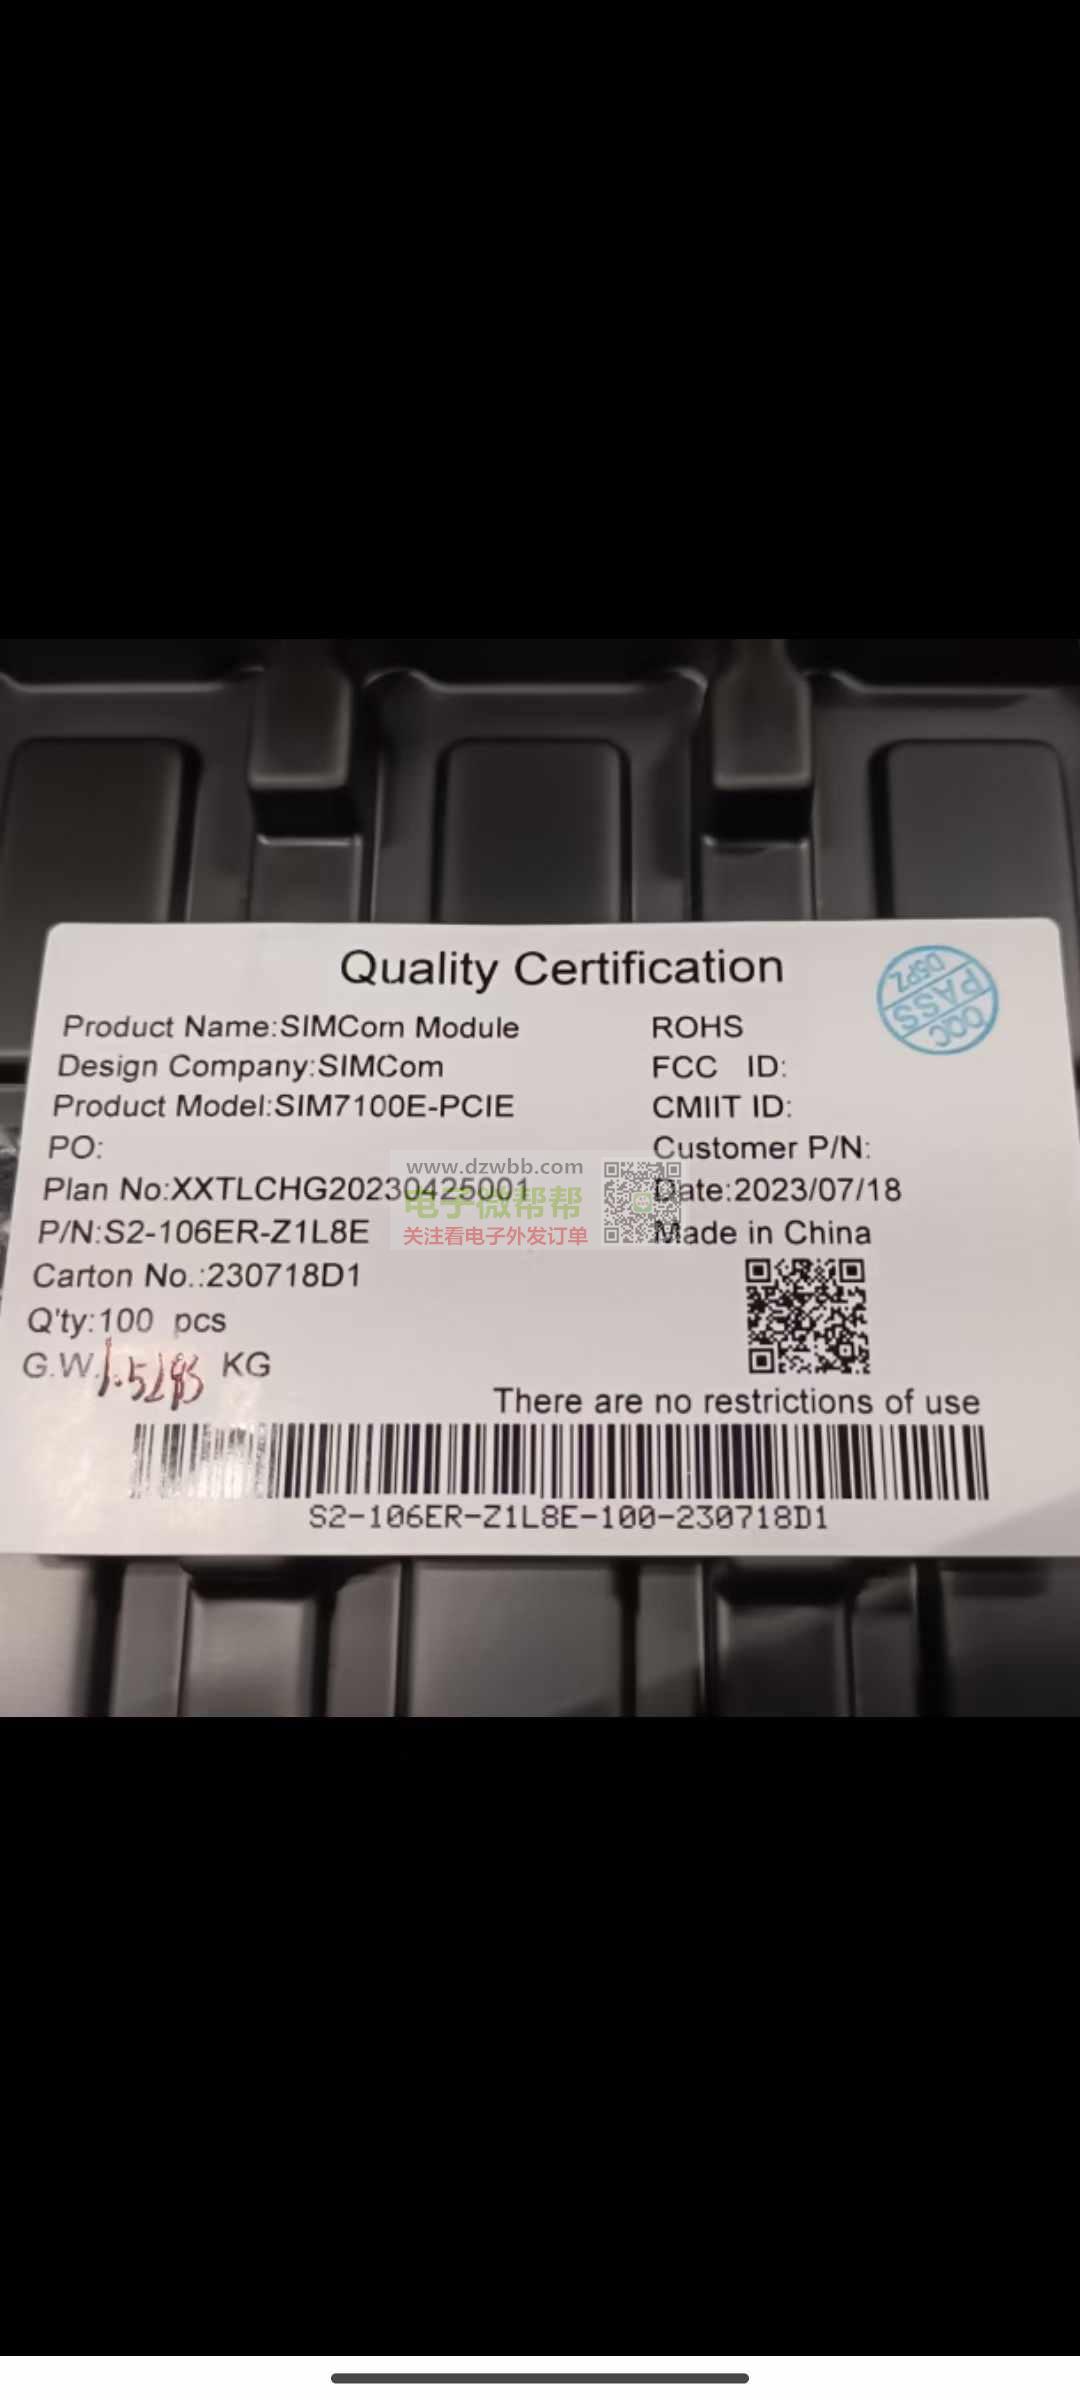 Quality Certification
Product Name:SIMCom Module
ROHS
Design Company:SIMCom
FCC ID:
Product Model:SIM7100E-PCIE
CMIIT ID:
PO:
Customer P/N:
Plan No:XXTLCHG20230425001
Date:2023/07/18
P/N:S2-106ER-Z1L8E
Made in China
Carton No.:230718D1
Q'ty:100 pcs
G.W. KG
There are no restrictions of use
S2-106ER-Z1L8E-100-230718D1
PASS
www.dzwbb.com
电子微帮帮
关注看电子外发订单